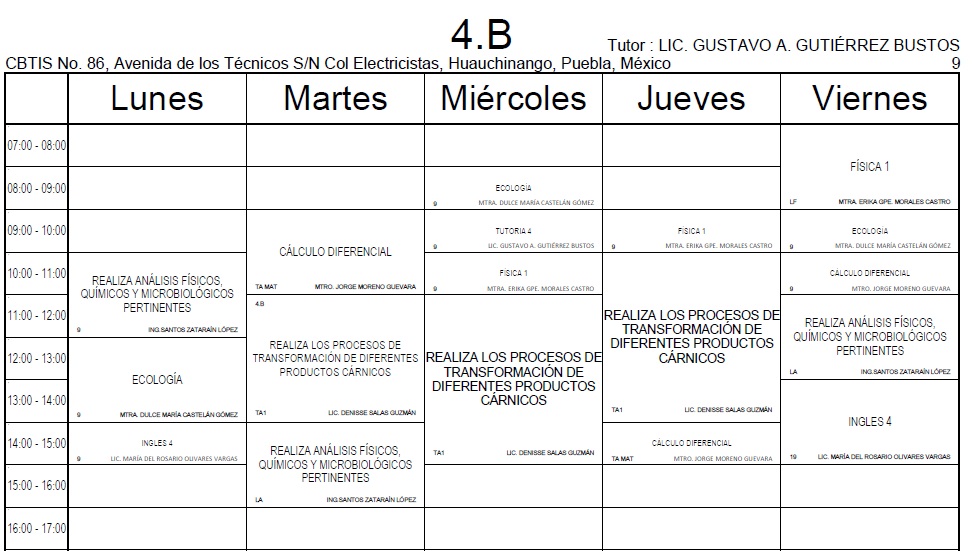 4.B
Tutor : LIC. GUSTAVO A. GUTIÉRREZ BUSTOS
CBTIS No. 86, Avenida de los Técnicos S/N Col Electricistas, Huauchinango, Puebla, México 9
Lunes Martes Miércoles Jueves Viernes
07:00 - 08:00
FÍSICA 1
LF MTRA. ERIKA GPE. MORALES CASTRO
08:00 - 09:00
ECOLOGIA
9 MTRA. DULCE MARÍA CASTELÁN GÓMEZ
09:00 - 10:00
CÁLCULO DIFERENCIAL
TA MAT MTRO. JORGE MORENO GUEVARA
TUTORIA 4
9 LIC. GUSTAVO A. GUTIÉRREZ BUSTOS
FISICA 1
9 MTRA. ERIKA GPE. MORALES CASTRO
ECOLOGIA
9 MTRA. DULCE MARÍA CASTELÁN GÓMEZ
10:00 - 11:00
REALIZA ANÁLISIS FÍSICOS,
QUÍMICOS Y MICROBIOLÓGICOS
PERTINENTES
9 ING.SANTOS ZATARAÍN LÓPEZ
FISICA 1
9 MTRA. ERIKA GPE. MORALES CASTRO
REALIZA LOS PROCESOS DE
TRANSFORMACIÓN DE
DIFERENTES PRODUCTOS
CÁRNICOS
TA1 LIC. DENISSE SALAS GUZMÁN
CÁLCULO DIFERENCIAL
9 MTRO. JORGE MORENO GUEVARA
11:00 - 12:00
4.B
REALIZA LOS PROCESOS DE
TRANSFORMACIÓN DE DIFERENTES
PRODUCTOS CÁRNICOS
TA1 LIC. DENISSE SALAS GUZMÁN
REALIZA LOS PROCESOS DE
TRANSFORMACIÓN DE
DIFERENTES PRODUCTOS
CÁRNICOS
TA1 LIC. DENISSE SALAS GUZMÁN
REALIZA ANÁLISIS FÍSICOS,
QUÍMICOS Y MICROBIOLÓGICOS
PERTINENTES
LA ING.SANTOS ZATARAÍN LÓPEZ
12:00 - 13:00
ECOLOGÍA
9 MTRA. DULCE MARÍA CASTELÁN GÓMEZ
13:00 - 14:00
INGLES 4
19 LIC. MARÍA DEL ROSARIO OLIVARES VARGAS
14:00 - 15:00
INGLES 4
9 LIC. MARÍA DEL ROSARIO OLIVARES VARGAS
REALIZA ANÁLISIS FÍSICOS,
QUÍMICOS Y MICROBIOLÓGICOS
PERTINENTES
LA ING.SANTOS ZATARAÍN LÓPEZ
CÁLCULO DIFERENCIAL
TA MAT MTRO. JORGE MORENO GUEVARA
15:00 - 16:00
16:00 - 17:00